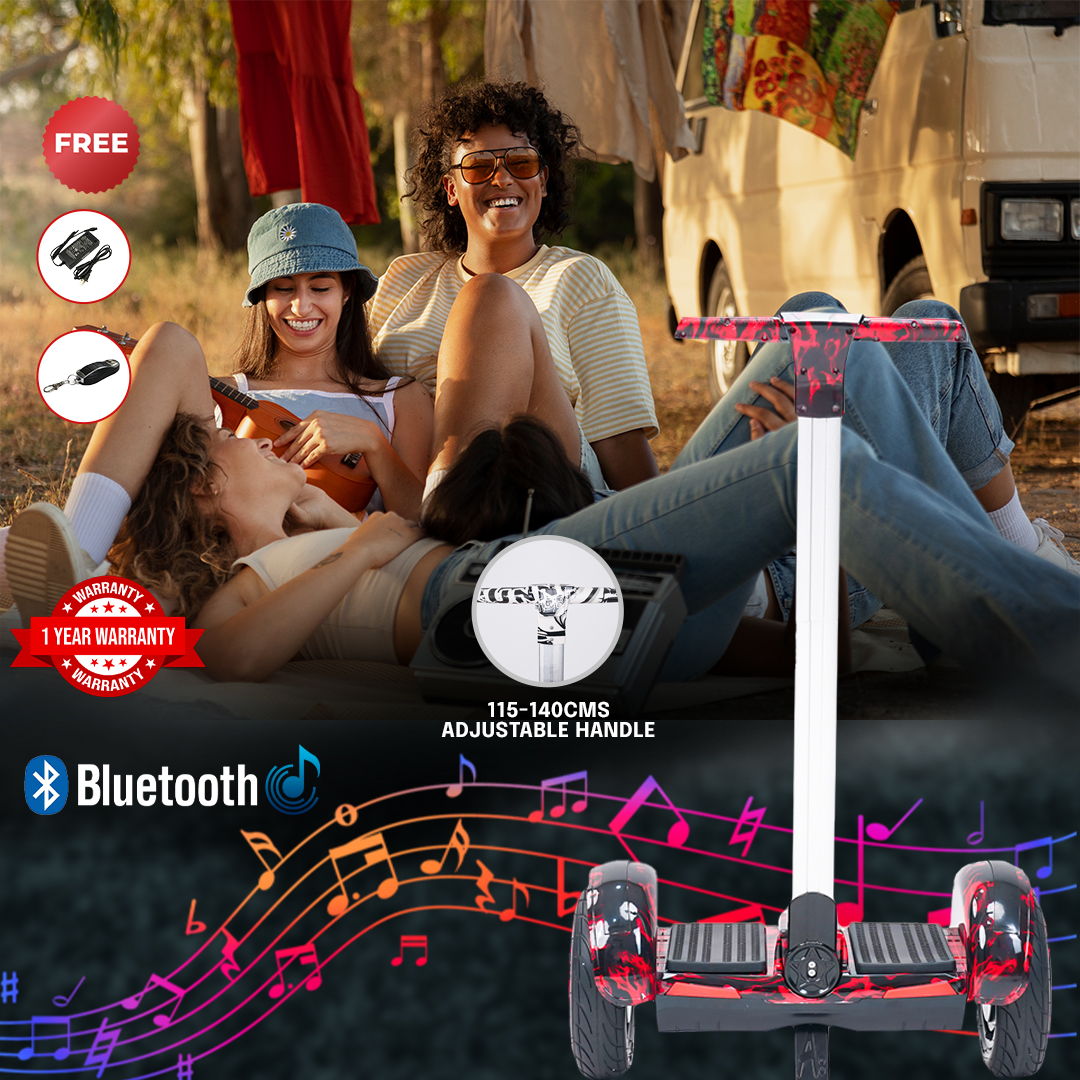 FREE
WARRANTY
1 YEAR WARRANTY
WARRANTY
115-140CMS
ADJUSTABLE HANDLE
Bluetooth